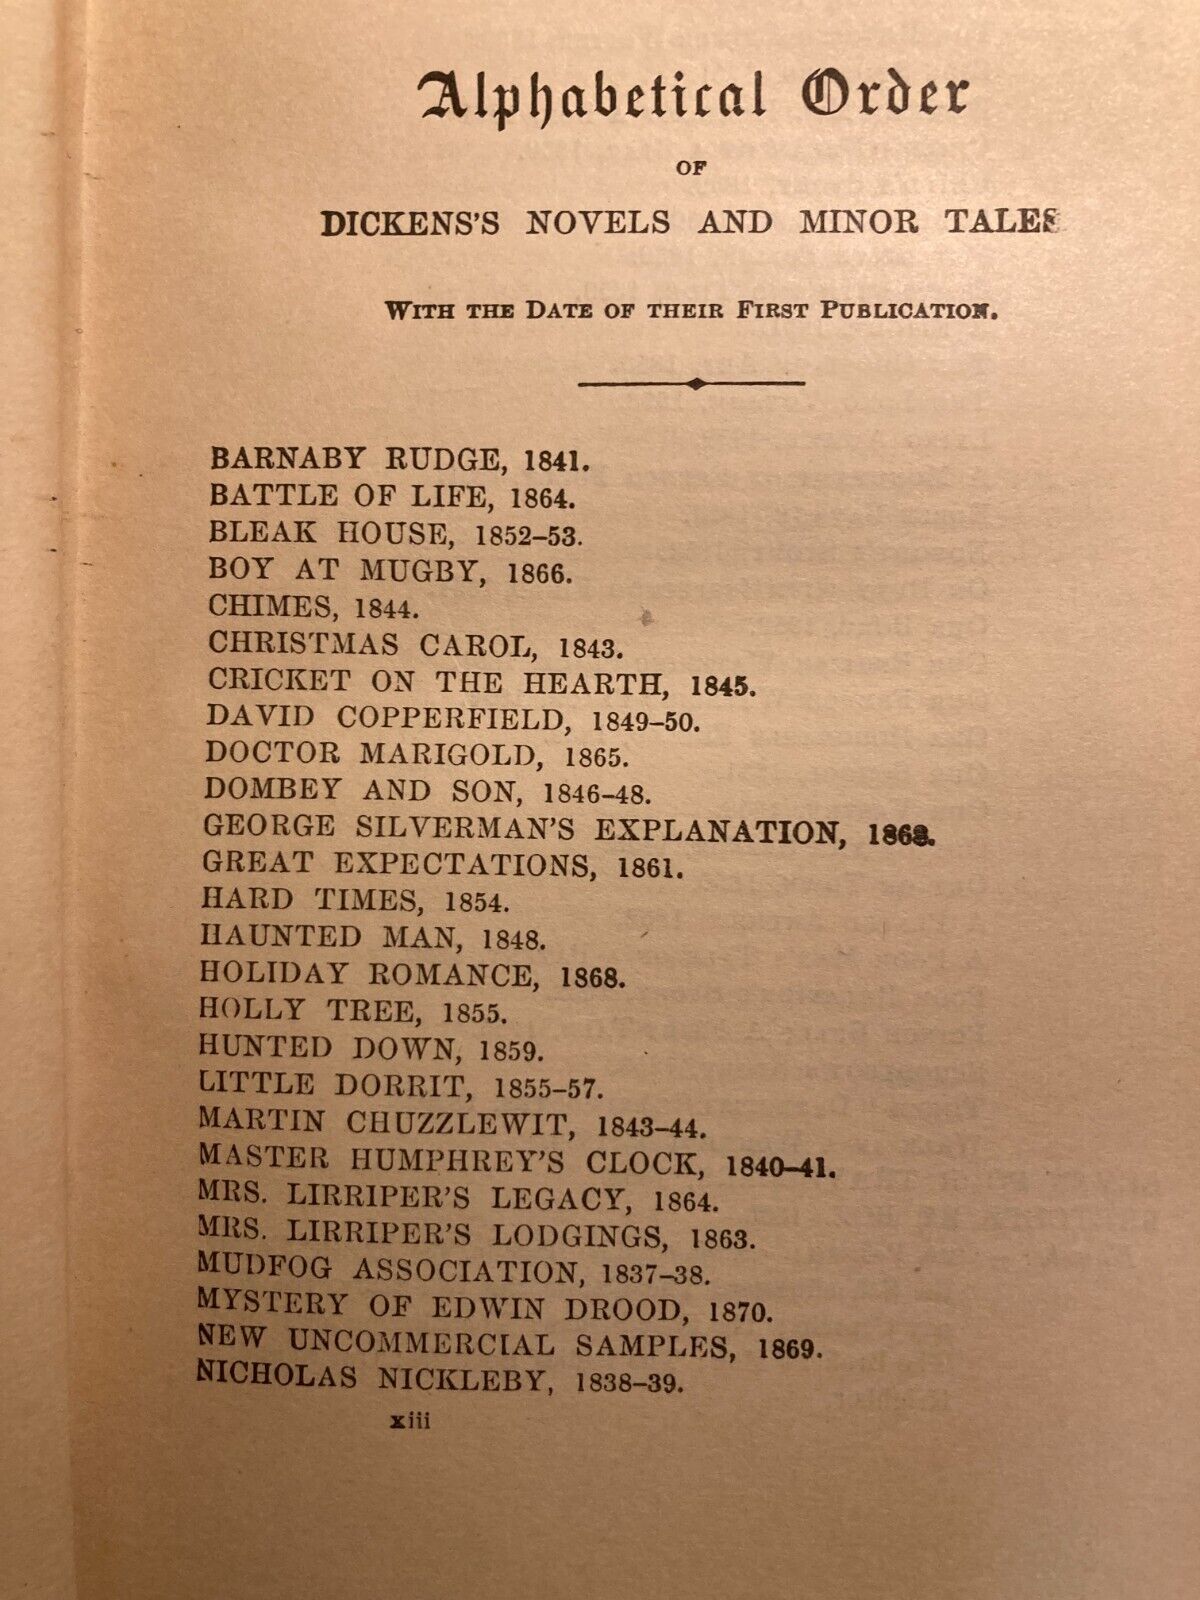 Alphabetical Order
OF
DICKENS'S NOVELS AND MINOR TALES
WITH THE DATE OF THEIR FIRST PUBLICATION.
BARNABY RUDGE, 1841.
BATTLE OF LIFE, 1864.
BLEAK HOUSE, 1852–53.
BOY AT MUGBY, 1866.
CHIMES, 1844.
CHRISTMAS CAROL, 1843.
CRICKET ON THE HEARTH, 1845.
DAVID COPPERFIELD, 1849–50.
DOCTOR MARIGOLD, 1865.
DOMBEY AND SON, 1846–48.
GEORGE SILVERMAN'S EXPLANATION, 1868.
GREAT EXPECTATIONS, 1861.
HARD TIMES, 1854.
HAUNTED MAN, 1848.
HOLIDAY ROMANCE, 1868.
HOLLY TREE, 1855.
HUNTED DOWN, 1859.
LITTLE DORRIT, 1855–57.
MARTIN CHUZZLEWIT, 1843–44.
MASTER HUMPHREY'S CLOCK, 1840–41.
MRS. LIRRIPER'S LEGACY, 1864.
MRS. LIRRIPER'S LODGINGS, 1863.
MUDFOG ASSOCIATION, 1837–38.
MYSTERY OF EDWIN DROOD, 1870.
NEW UNCOMMERCIAL SAMPLES, 1869.
NICHOLAS NICKLEBY, 1838–39.
xiii